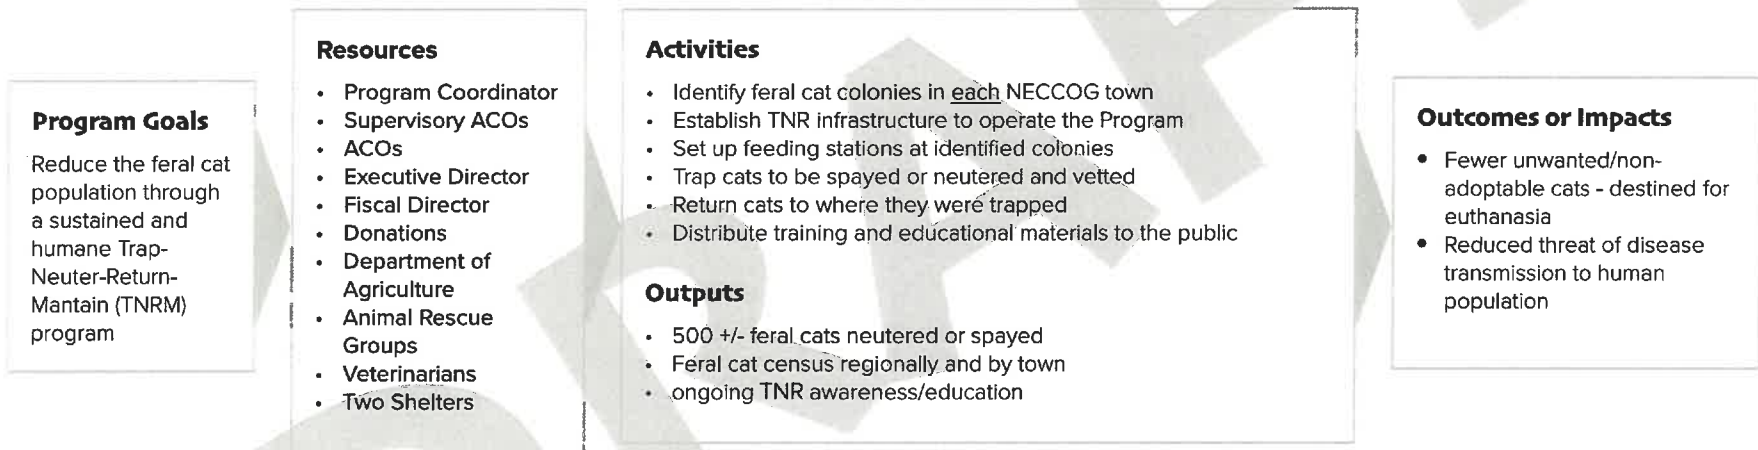 Program Goals
Reduce the feral cat
population through
a sustained and
humane Trap-
Neuter-Return-
Mantain (TNRM)
program
Resources
• Program Coordinator
• Supervisory ACOs
• ACOs
• Executive Director
• Fiscal Director
• Donations
• Department of
Agriculture
• Animal Rescue
Groups
• Veterinarians
• Two Shelters
Activities
• Identify feral cat colonies in each NECCOG town
• Establish TNR infrastructure to operate the Program
• Set up feeding stations at identified colonies
• Trap cats to be spayed or neutered and vetted
• Return cats to where they were trapped
• Distribute training and educational materials to the public
Outputs
• 500 +/- feral cats neutered or spayed
• Feral cat census regionally and by town
• ongoing TNR awareness/education
Outcomes or Impacts
• Fewer unwanted/non-
adoptable cats - destined for
euthanasia
• Reduced threat of disease
transmission to human
population
DRAFT